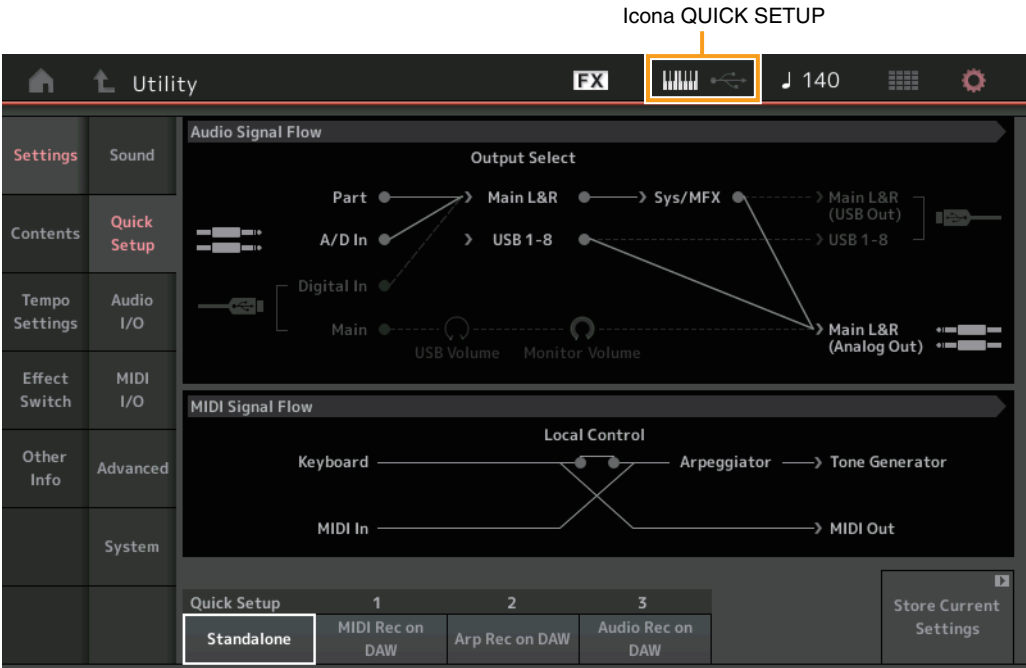 Icona QUICK SETUP
Utility
FX
140
Settings
Sound
Contents
Quick
Setup
Tempo
Settings
Audio
I/O
Effect
Switch
MIDI
I/O
Other
Info
Advanced
System
Audio Signal Flow
Output Select
Part
Main L&R
Sys/MFX
Main L&R
(USB Out)
A/D In
USB 1-8
USB 1-8
Digital In
Main
USB Volume
Monitor Volume
Main L&R
(Analog Out)
MIDI Signal Flow
Local Control
Keyboard
Arpeggiator
Tone Generator
MIDI In
MIDI Out
Quick Setup
1
2
3
Standalone
MIDI Rec on
DAW
Arp Rec on DAW
Audio Rec on
DAW
Store Current
Settings